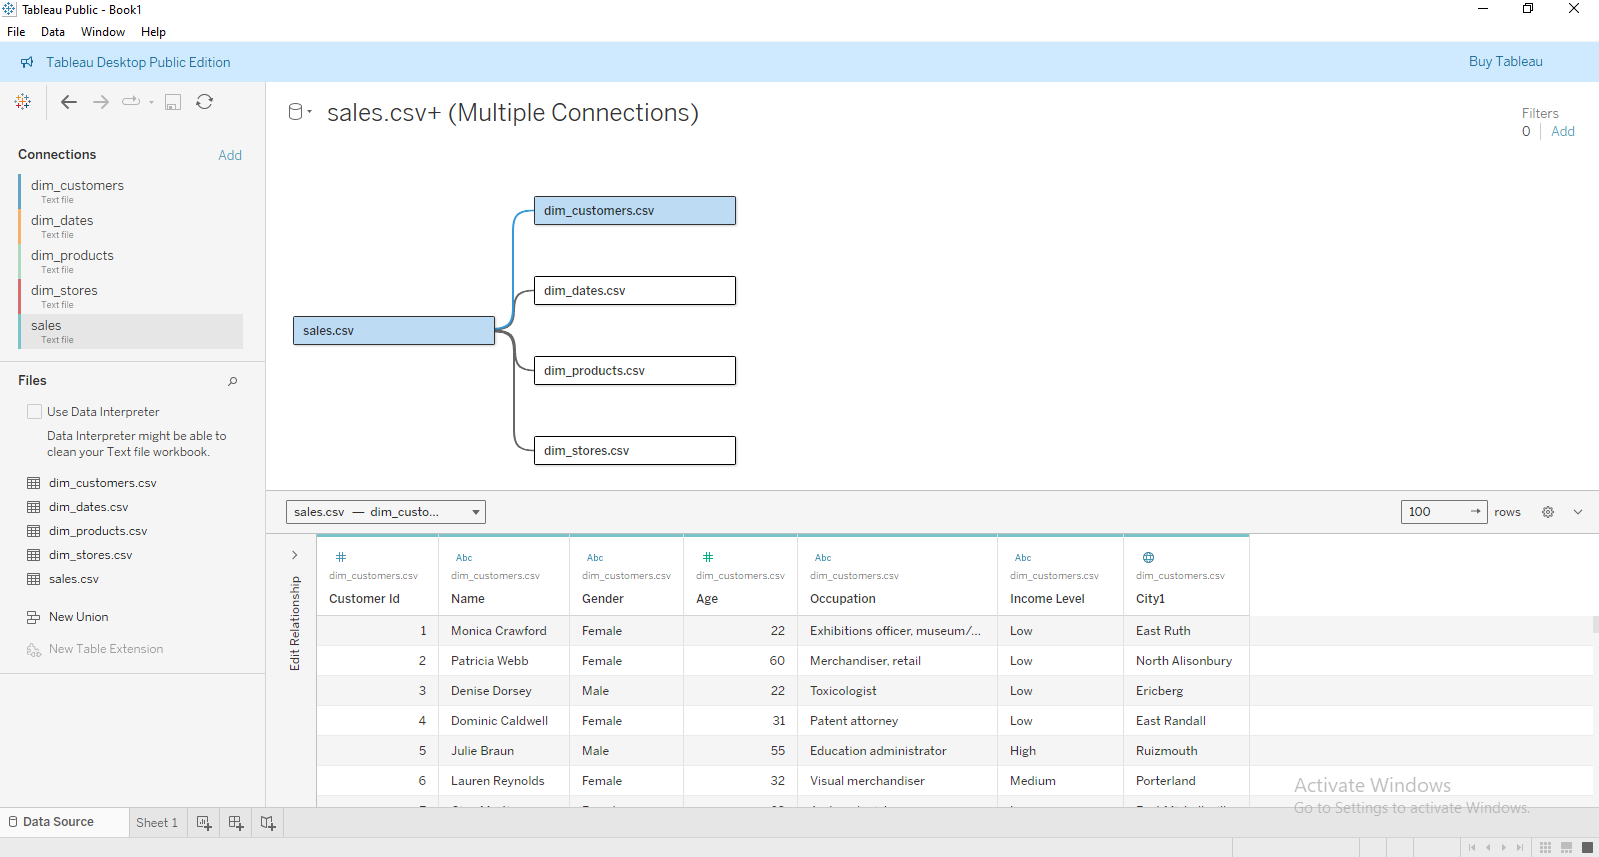 Tableau Public - Book1
File Data Window Help
Tableau Desktop Public Edition
Buy Tableau
sales.csv+ (Multiple Connections)
Filters
0 Add
Connections Add
dim_customers
Text file
dim_dates
Text file
dim_products
Text file
dim_stores
Text file
sales
Text file
dim_customers.csv
dim_dates.csv
sales.csv
dim_products.csv
dim_stores.csv
Files
Use Data Interpreter
Data Interpreter might be able to
clean your Text file workbook.
dim_customers.csv
dim_dates.csv
dim_products.csv
dim_stores.csv
sales.csv
New Union
New Table Extension
sales.csv — dim_custo...
100 rows
Edit Relationship
# Abc Abc # Abc Abc
dim_customers.csv dim_customers.csv dim_customers.csv dim_customers.csv dim_customers.csv dim_customers.csv dim_customers.csv
Customer Id Name Gender Age Occupation Income Level City1
1 Monica Crawford Female 22 Exhibitions officer, museum/... Low East Ruth
2 Patricia Webb Female 60 Merchandiser, retail Low North Alisonbury
3 Denise Dorsey Male 22 Toxicologist Low Ericberg
4 Dominic Caldwell Female 31 Patent attorney Low East Randall
5 Julie Braun Male 55 Education administrator High Ruizmouth
6 Lauren Reynolds Female 32 Visual merchandiser Medium Porterland
Activate Windows
Go to Settings to activate Windows.
Data Source Sheet 1